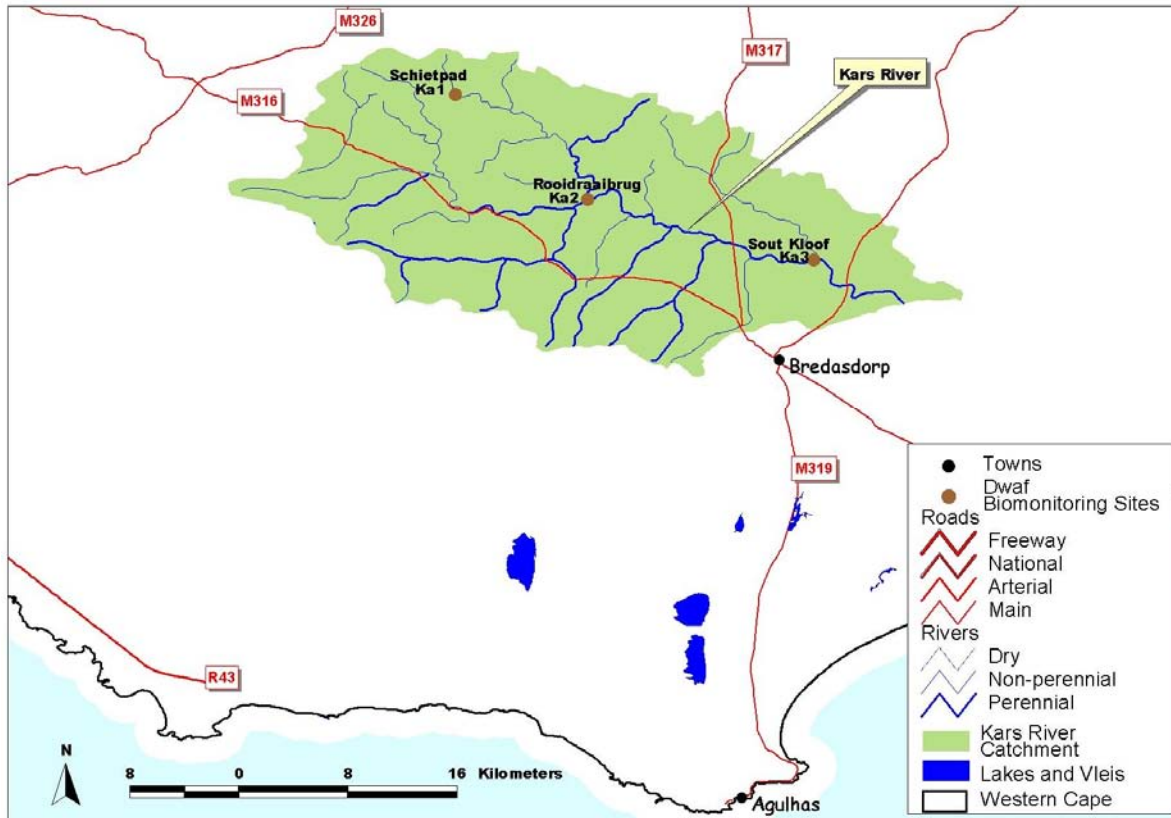 M326
M317
Kars River
Schietpad
Ka1
M316
Rooidraaibrug
Ka2
Sout Kloof
Ka3
Bredasdorp
M319
R43
N
8 0 8 16 Kilometers
Agulhas
Towns
Dwaf
Biomonitoring Sites
Roads
Freeway
National
Arterial
Main
Rivers
Dry
Non-perennial
Perennial
Kars River
Catchment
Lakes and Vleis
Western Cape